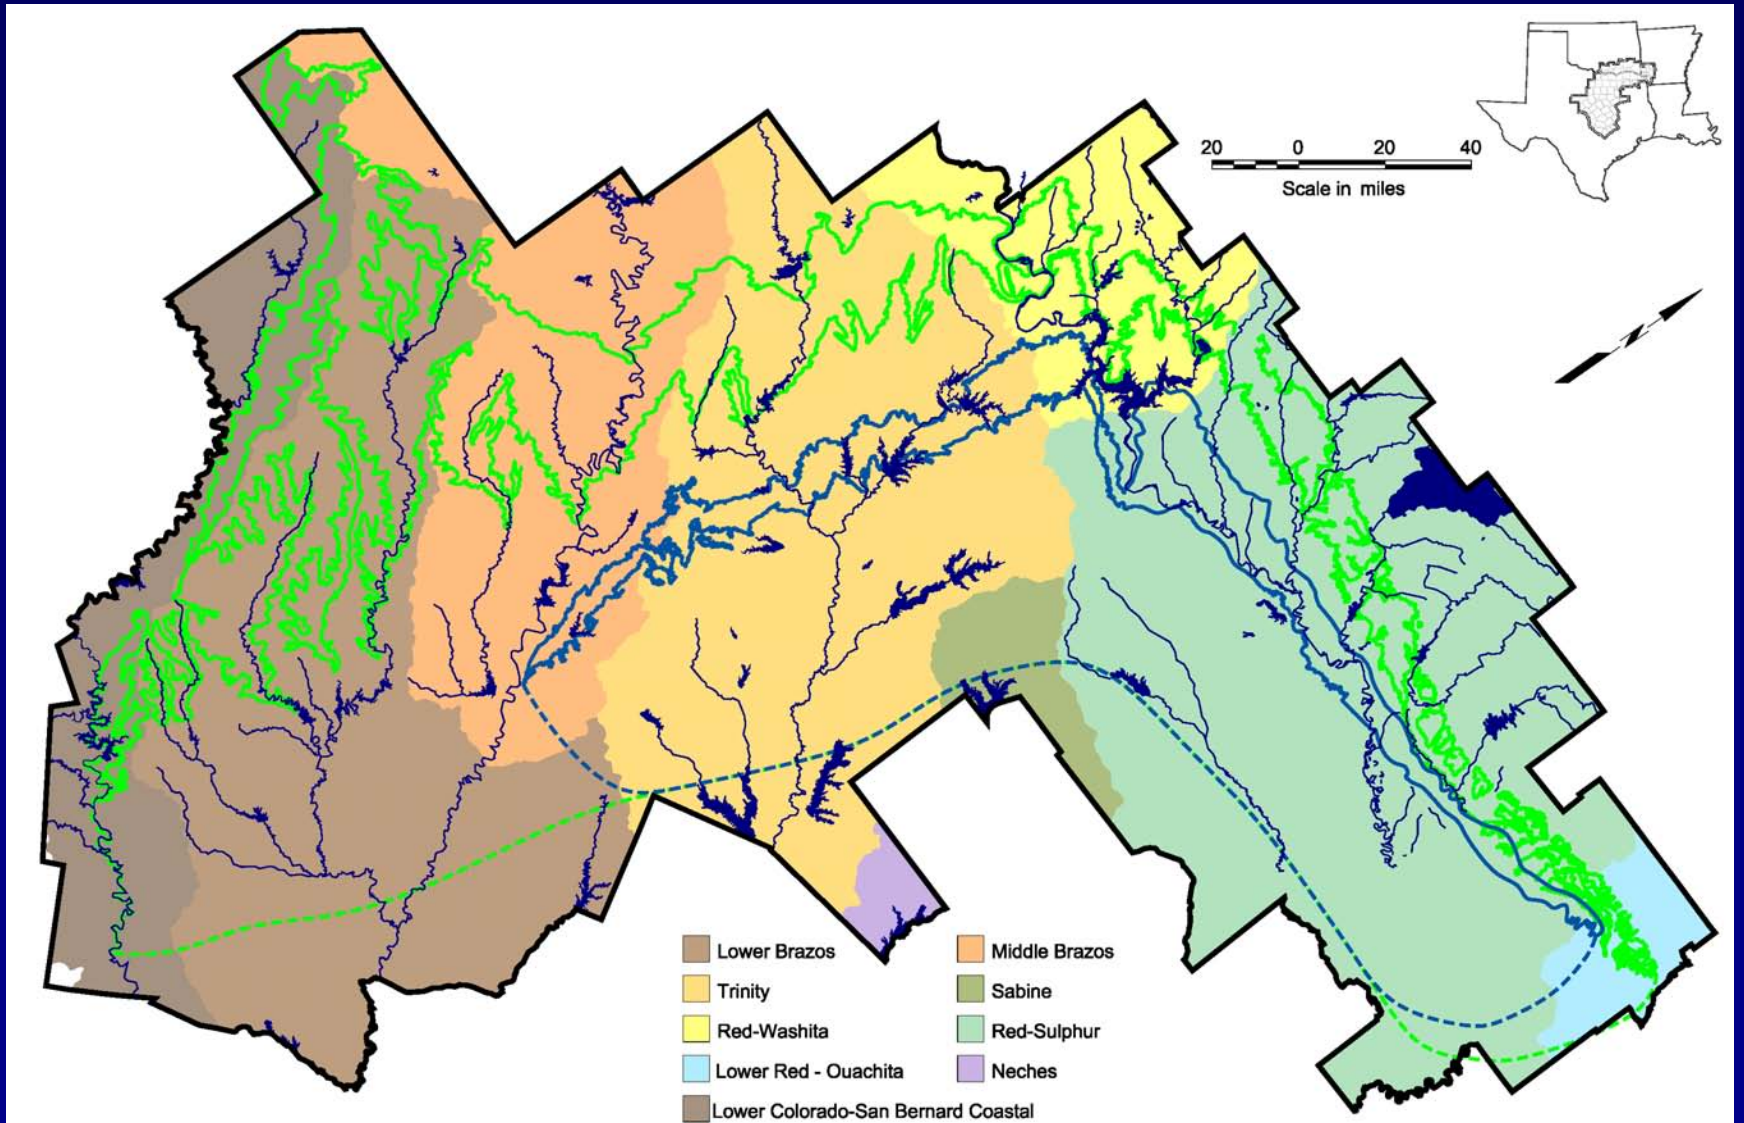 20 0 20 40
Scale in miles
Lower Brazos
Middle Brazos
Trinity
Sabine
Red-Washita
Red-Sulphur
Lower Red - Ouachita
Neches
Lower Colorado-San Bernard Coastal